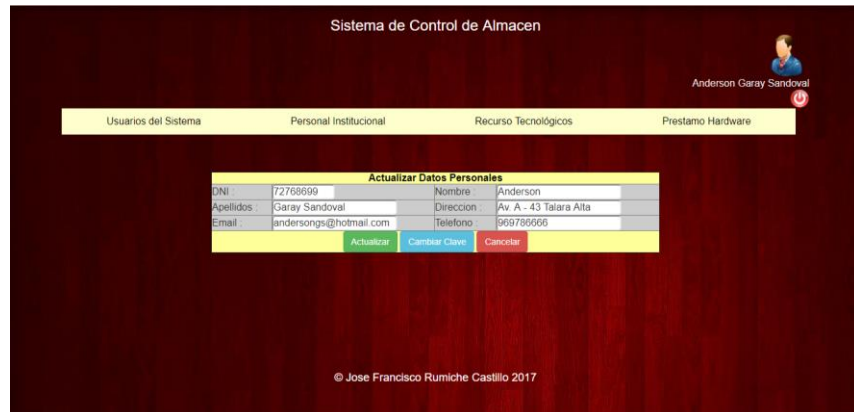 Sistema de Control de Almacen
Anderson Garay Sandoval
Usuarios del Sistema Personal Institucional Recurso Tecnológicos Prestamo Hardware
Actualizar Datos Personales
DNI : 72768699 Nombre : Anderson
Apellidos : Garay Sandoval Direccion : Av. A - 43 Talara Alta
Email : andersongs@hotmail.com Telefono : 969786666
Actualizar Cambiar Clave Cancelar
© Jose Francisco Rumiche Castillo 2017